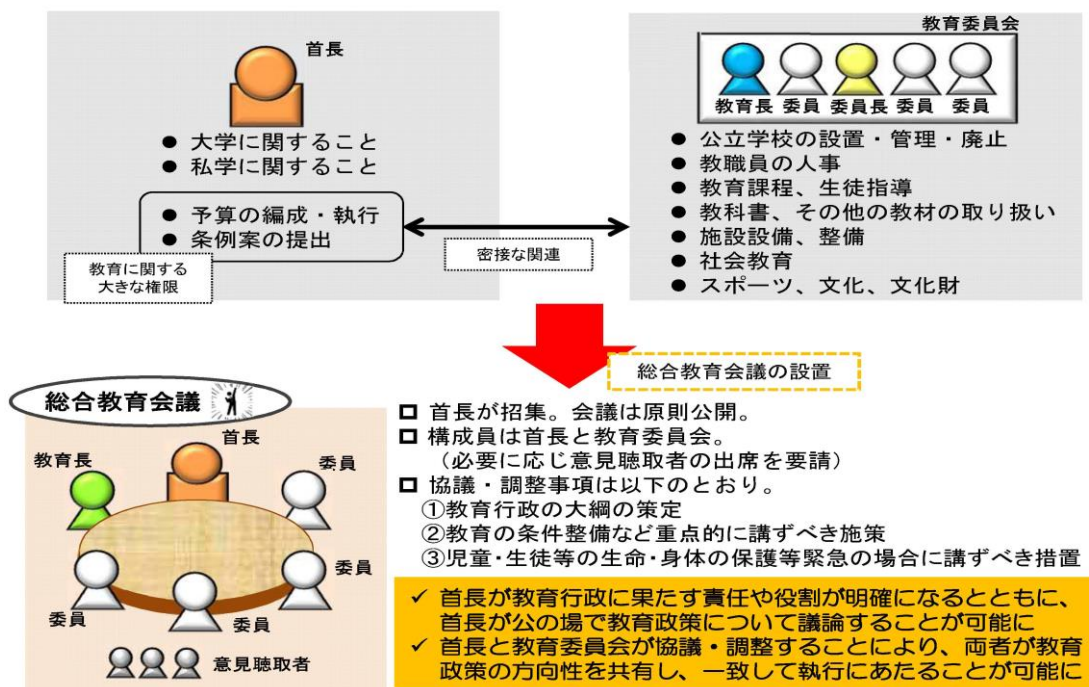 首長
● 大学に関すること
● 私学に関すること
● 予算の編成・執行
● 条例案の提出
教育に関する
大きな権限
密接な関連
教育委員会
教育長 委員 委員長 委員 委員
● 公立学校の設置・管理・廃止
● 教職員の人事
● 教育課程、生徒指導
● 教科書、その他の教材の取り扱い
● 施設設備、整備
● 社会教育
● スポーツ、文化、文化財
総合教育会議の設置
総合教育会議
首長
教育長
委員
委員
委員
委員
意見聴取者
首長が招集。会議は原則公開。
構成員は首長と教育委員会。
（必要に応じ意見聴取者の出席を要請）
協議・調整事項は以下のとおり。
①教育行政の大綱の策定
②教育の条件整備など重点的に講ずべき施策
③児童・生徒等の生命・身体の保護等緊急の場合に講ずべき措置
✓ 首長が教育行政に果たす責任や役割が明確になるとともに、
首長が公の場で教育政策について議論することが可能に
✓ 首長と教育委員会が協議・調整することにより、両者が教育
政策の方向性を共有し、一致して執行にあたることが可能に